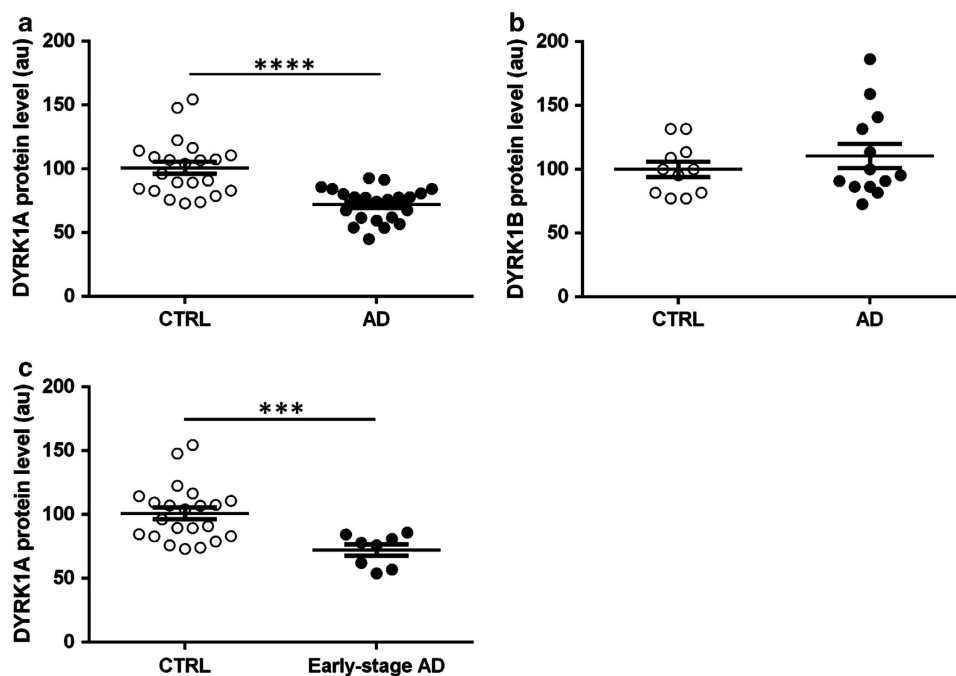 a
DYRK1A protein level (au)
200
150
100
50
0
****
CTRL AD
b
DYRK1B protein level (au)
200
150
100
50
0
CTRL AD
c
DYRK1A protein level (au)
200
150
100
50
0
***
CTRL Early-stage AD